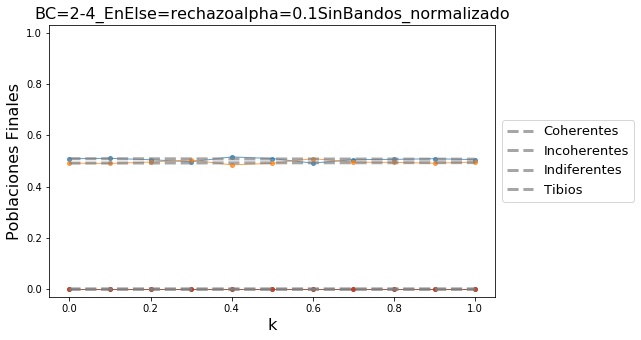 BC=2-4_EnElse=rechazoalpha=0.1SinBandos_normalizado
1.0
0.8
0.6
0.4
0.2
0.0
Poblaciones Finales
0.0 0.2 0.4 0.6 0.8 1.0
k
Coherentes
Incoherentes
Indiferentes
Tibios